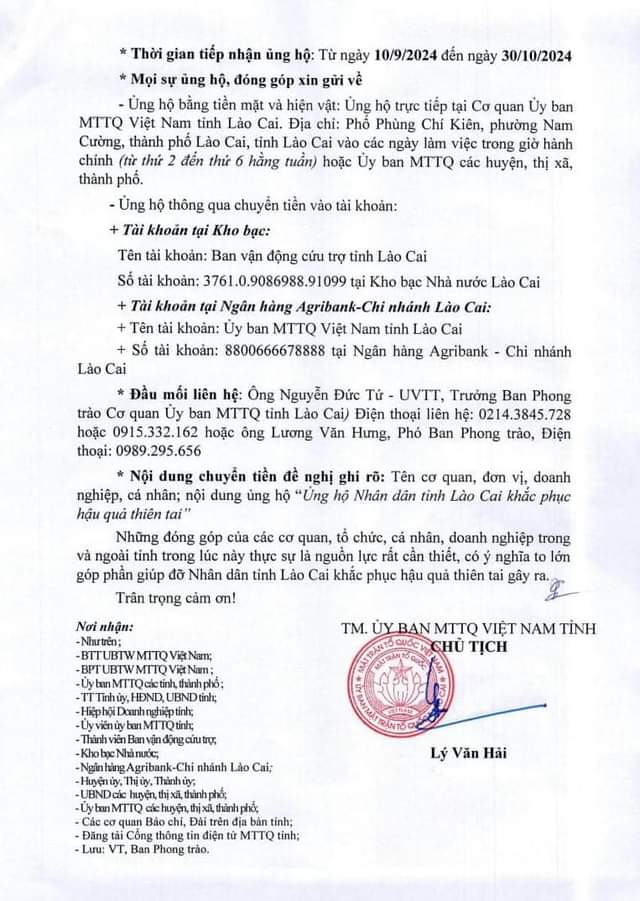 * Thời gian tiếp nhận ủng hộ: Từ ngày 10/9/2024 đến ngày 30/10/2024
* Mọi sự ủng hộ, đóng góp xin gửi về
- Ủng hộ bằng tiền mặt và hiện vật: Ủng hộ trực tiếp tại Cơ quan Ủy ban
MTTQ Việt Nam tỉnh Lào Cai. Địa chỉ: Phố Phùng Chí Kiên, phường Nam
Cường, thành phố Lào Cai, tỉnh Lào Cai vào các ngày làm việc trong giờ hành
chính (từ thứ 2 đến thứ 6 hằng tuần) hoặc Ủy ban MTTQ các huyện, thị xã,
thành phố.
- Ủng hộ thông qua chuyển tiền vào tài khoản:
+ Tài khoản tại Kho bạc:
Tên tài khoản: Ban vận động cứu trợ tỉnh Lào Cai
Số tài khoản: 3761.0.9086988.91099 tại Kho bạc Nhà nước Lào Cai
+ Tài khoản tại Ngân hàng Agribank-Chi nhánh Lào Cai:
+ Tên tài khoản: Ủy ban MTTQ Việt Nam tỉnh Lào Cai
+ Số tài khoản: 8800666678888 tại Ngân hàng Agribank - Chi nhánh
Lào Cai
* Đầu mối liên hệ: Ông Nguyễn Đức Tứ - UVTT, Trưởng Ban Phong
trào Cơ quan Ủy ban MTTQ tỉnh Lào Cai) Điện thoại liên hệ: 0214.3845.728
hoặc 0915.332.162 hoặc ông Lương Văn Hưng, Phó Ban Phong trào, Điện
thoại: 0989.295.656
* Nội dung chuyển tiền đề nghị ghi rõ: Tên cơ quan, đơn vị, doanh
nghiệp, cá nhân; nội dung ủng hộ “Ủng hộ Nhân dân tỉnh Lào Cai khắc phục
hậu quả thiên tai”
Những đóng góp của các cơ quan, tổ chức, cá nhân, doanh nghiệp trong
và ngoài tỉnh trong lúc này thực sự là nguồn lực rất cần thiết, có ý nghĩa to lớn
góp phần giúp đỡ Nhân dân tỉnh Lào Cai khắc phục hậu quả thiên tai gây ra.
Trân trọng cảm ơn!
Nơi nhận:
- Như trên ;
- BTT UBTW MTTQ Việt Nam;
- BPT UBTW MTTQ Việt Nam ;
- Ủy ban MTTQ các tỉnh, thành phố ;
- TT Tỉnh ủy, HĐND, UBND tỉnh;
- Hiệp hội Doanh nghiệp tỉnh;
- Ủy viên ủy ban MTTQ tỉnh;
- Thành viên Ban vận động cứu trợ;
- Kho bạc Nhà nước;
- Ngân hàng Agribank-Chi nhánh Lào Cai;
- Huyện ủy, Thị ủy, Thành ủy;
- UBND các huyện, thị xã, thành phố;
- Ủy ban MTTQ các huyện, thị xã, thành phố;
- Các cơ quan Báo chí, Đài trên địa bàn tỉnh;
- Đăng tải Cổng thông tin điện tử MTTQ tỉnh;
- Lưu: VT, Ban Phong trào.
TM. ỦY BAN MTTQ VIỆT NAM TỈNH
CHỦ TỊCH
MẶT TRẬN TỔ QUỐC VIỆT NAM
VIETNAM
ỦY BAN MẶT TRẬN TỔ QUỐC
Lý Văn Hải